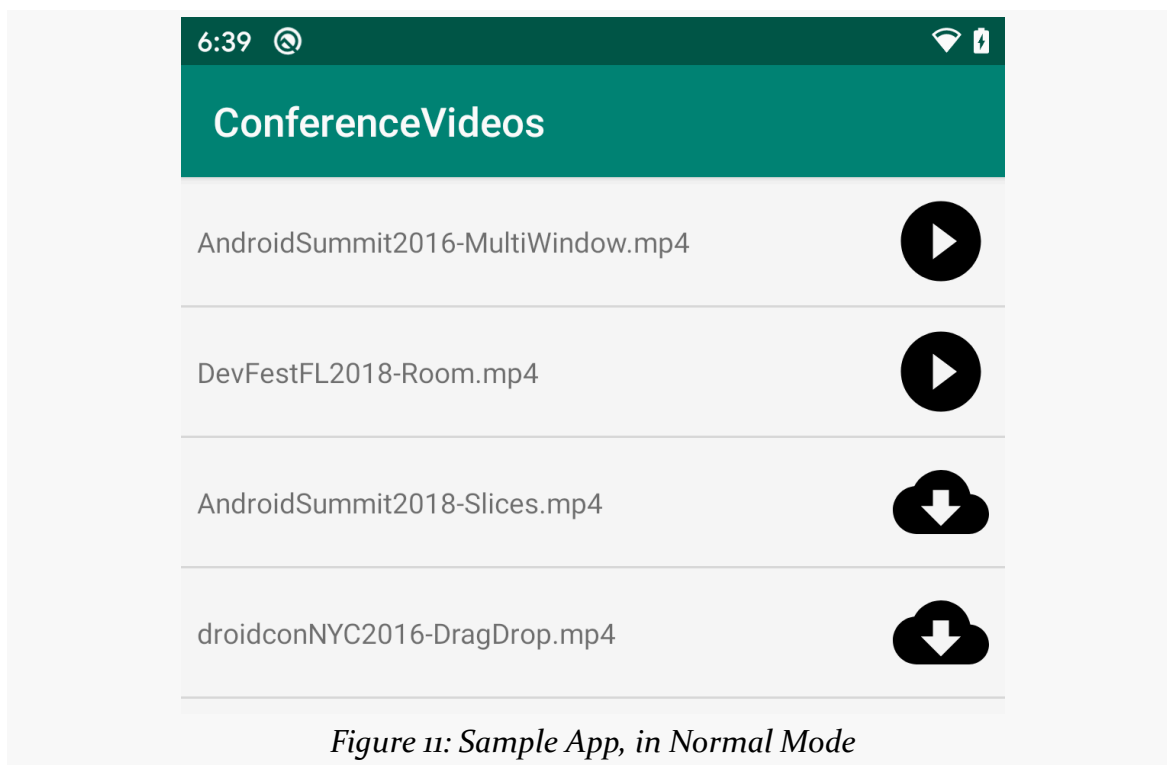 6:39
ConferenceVideos
AndroidSummit2016-MultiWindow.mp4
DevFestFL2018-Room.mp4
AndroidSummit2018-Slices.mp4
droidconNYC2016-DragDrop.mp4
Figure 11: Sample App, in Normal Mode